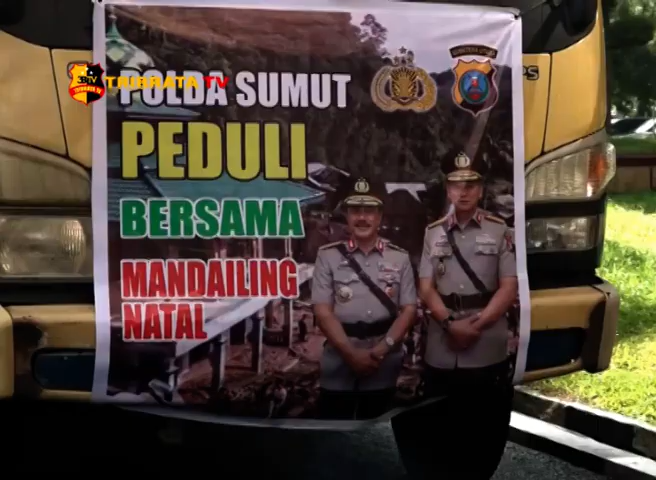 TRIBRATA TV
POLDA SUMUT
PEDULI
BERSAMA
MANDAILING
NATAL